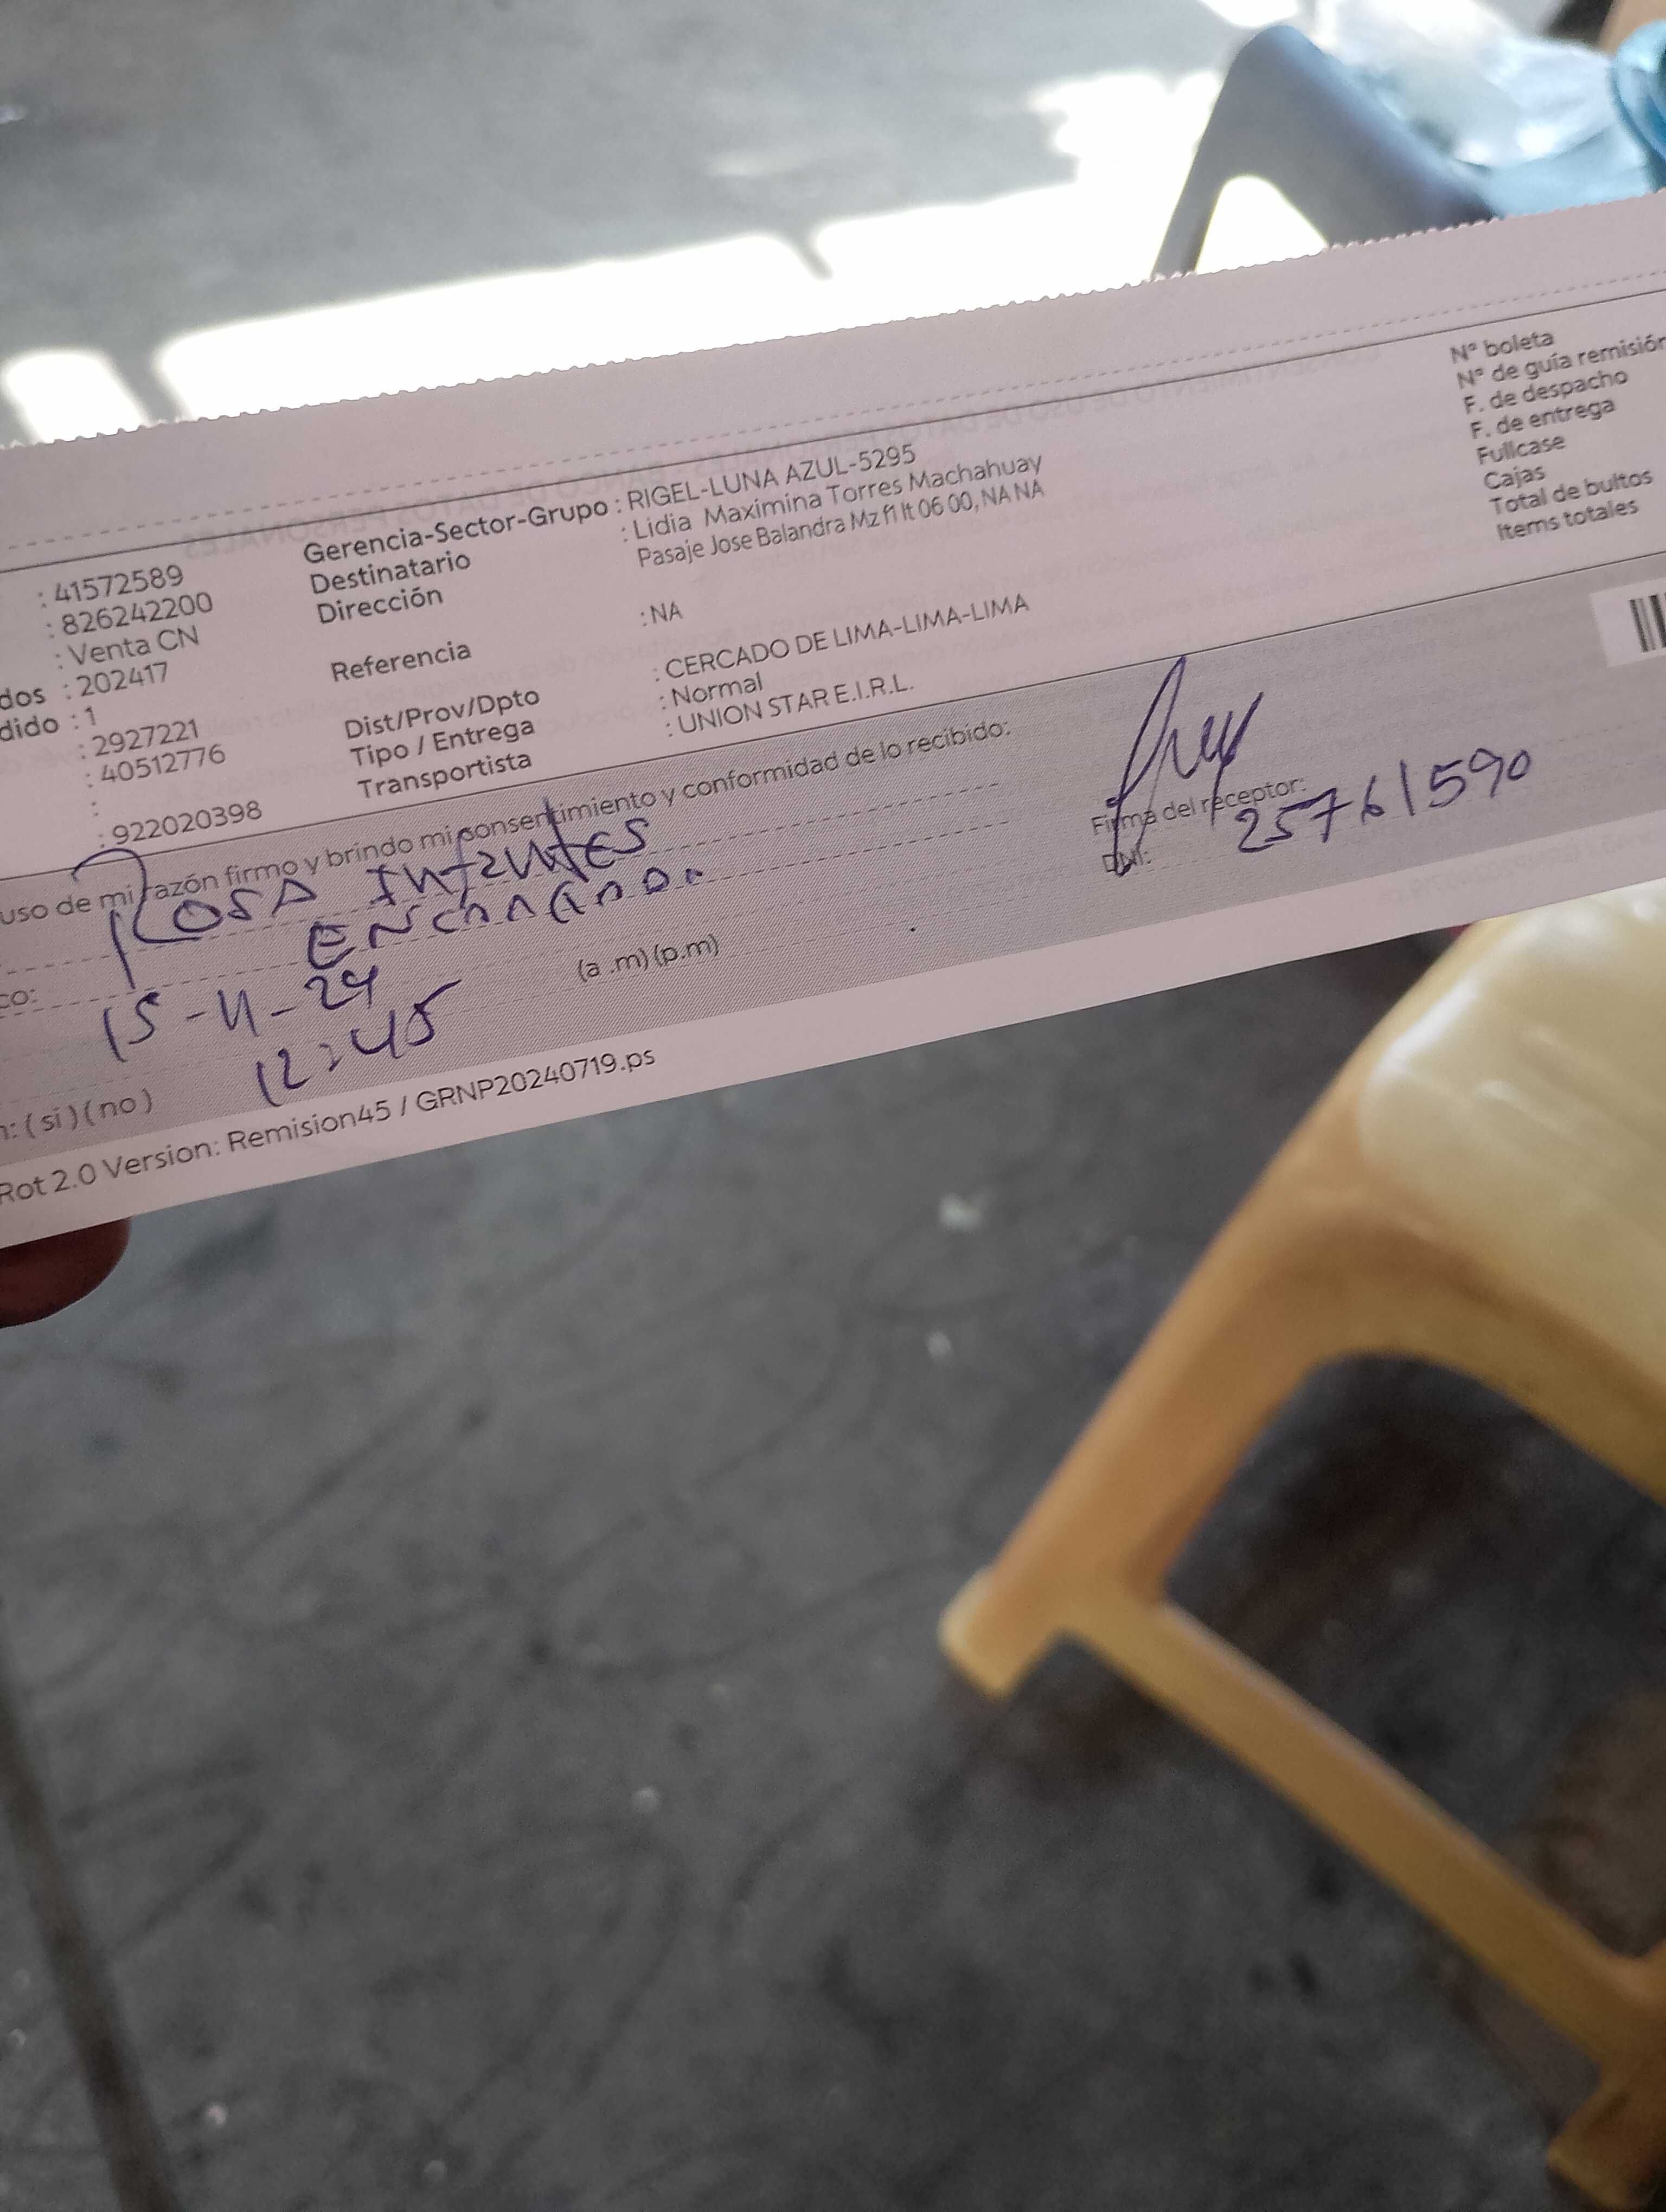 : 41572589
: 826242200
: Venta CN
dos : 202417
dido : 1
: 2927221
: 40512776
:
: 922020398
Gerencia-Sector-Grupo : RIGEL-LUNA AZUL-5295
Destinatario : Lidia Maximina Torres Machahuay
Dirección Pasaje Jose Balandra Mz f1 lt 06 00, NA NA
Referencia : NA
Dist/Prov/Dpto : CERCADO DE LIMA-LIMA-LIMA
Tipo / Entrega : Normal
Transportista : UNION STAR E.I.R.L.
N° boleta
N° de guía remisión
F. de despacho
F. de entrega
Fullcase
Cajas
Total de bultos
Items totales
uso de mi razón firmo y brindo mi consentimiento y conformidad de lo recibido:
ROSA Infantes
ENCARGADA.
co:
15-11-24
12:45 (a .m) (p.m)
n: (si) (no)
Firma del receptor:
DNI: 25761590
Rot 2.0 Version: Remision45 / GRNP20240719.ps